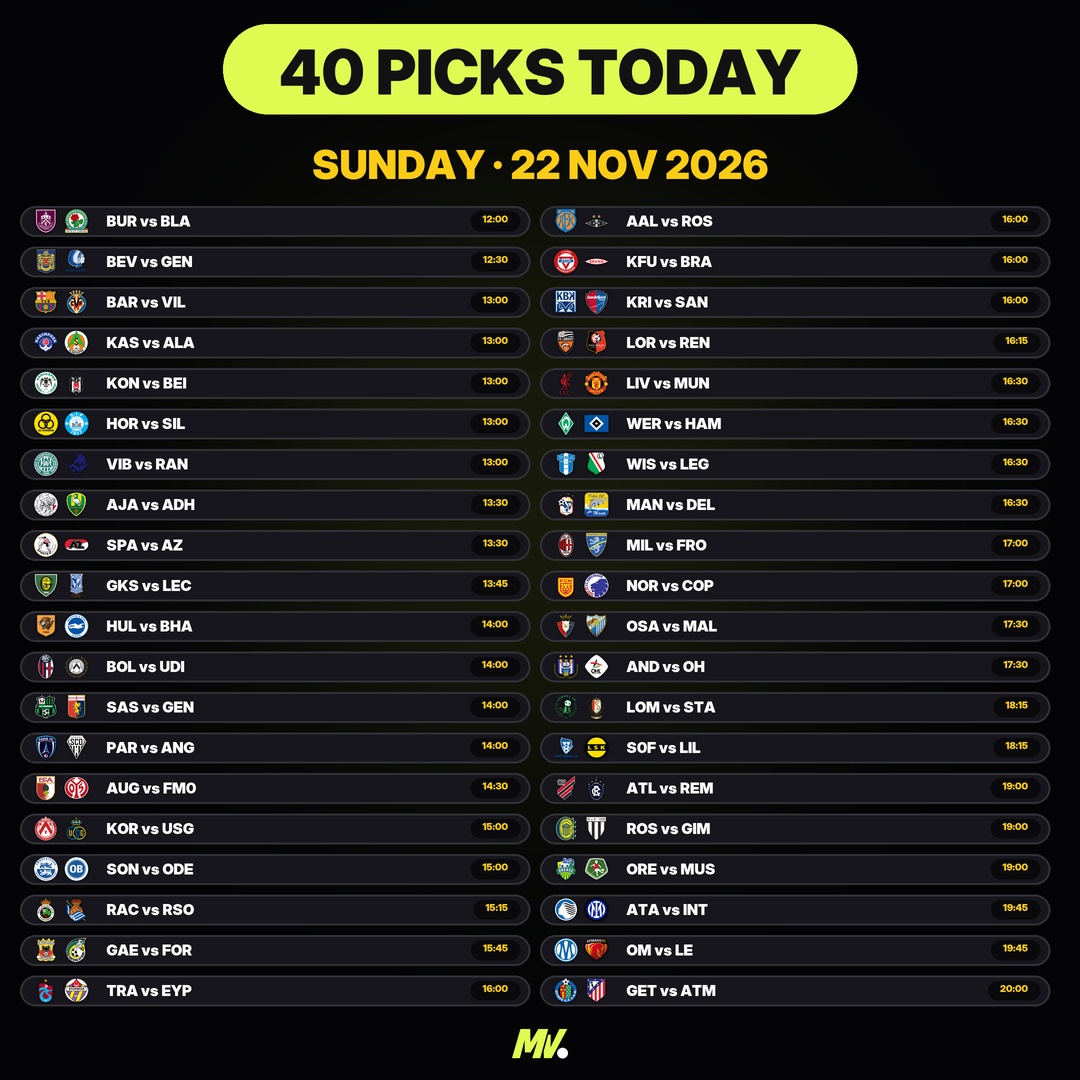 40 PICKS TODAY
SUNDAY · 22 NOV 2026
BUR vs BLA 12:00
BEV vs GEN 12:30
BAR vs VIL 13:00
KAS vs ALA 13:00
KON vs BEI 13:00
HOR vs SIL 13:00
VIB vs RAN 13:00
AJA vs ADH 13:30
SPA vs AZ 13:30
GKS vs LEC 13:45
HUL vs BHA 14:00
BOL vs UDI 14:00
SAS vs GEN 14:00
PAR vs ANG 14:00
AUG vs FM0 14:30
KOR vs USG 15:00
SON vs ODE 15:00
RAC vs RSO 15:15
GAE vs FOR 15:45
TRA vs EYP 16:00
AAL vs ROS 16:00
KFU vs BRA 16:00
KRI vs SAN 16:00
LOR vs REN 16:15
LIV vs MUN 16:30
WER vs HAM 16:30
WIS vs LEG 16:30
MAN vs DEL 16:30
MIL vs FRO 17:00
NOR vs COP 17:00
OSA vs MAL 17:30
AND vs OH 17:30
LOM vs STA 18:15
SOF vs LIL 18:15
ATL vs REM 19:00
ROS vs GIM 19:00
ORE vs MUS 19:00
ATA vs INT 19:45
OM vs LE 19:45
GET vs ATM 20:00
MV.